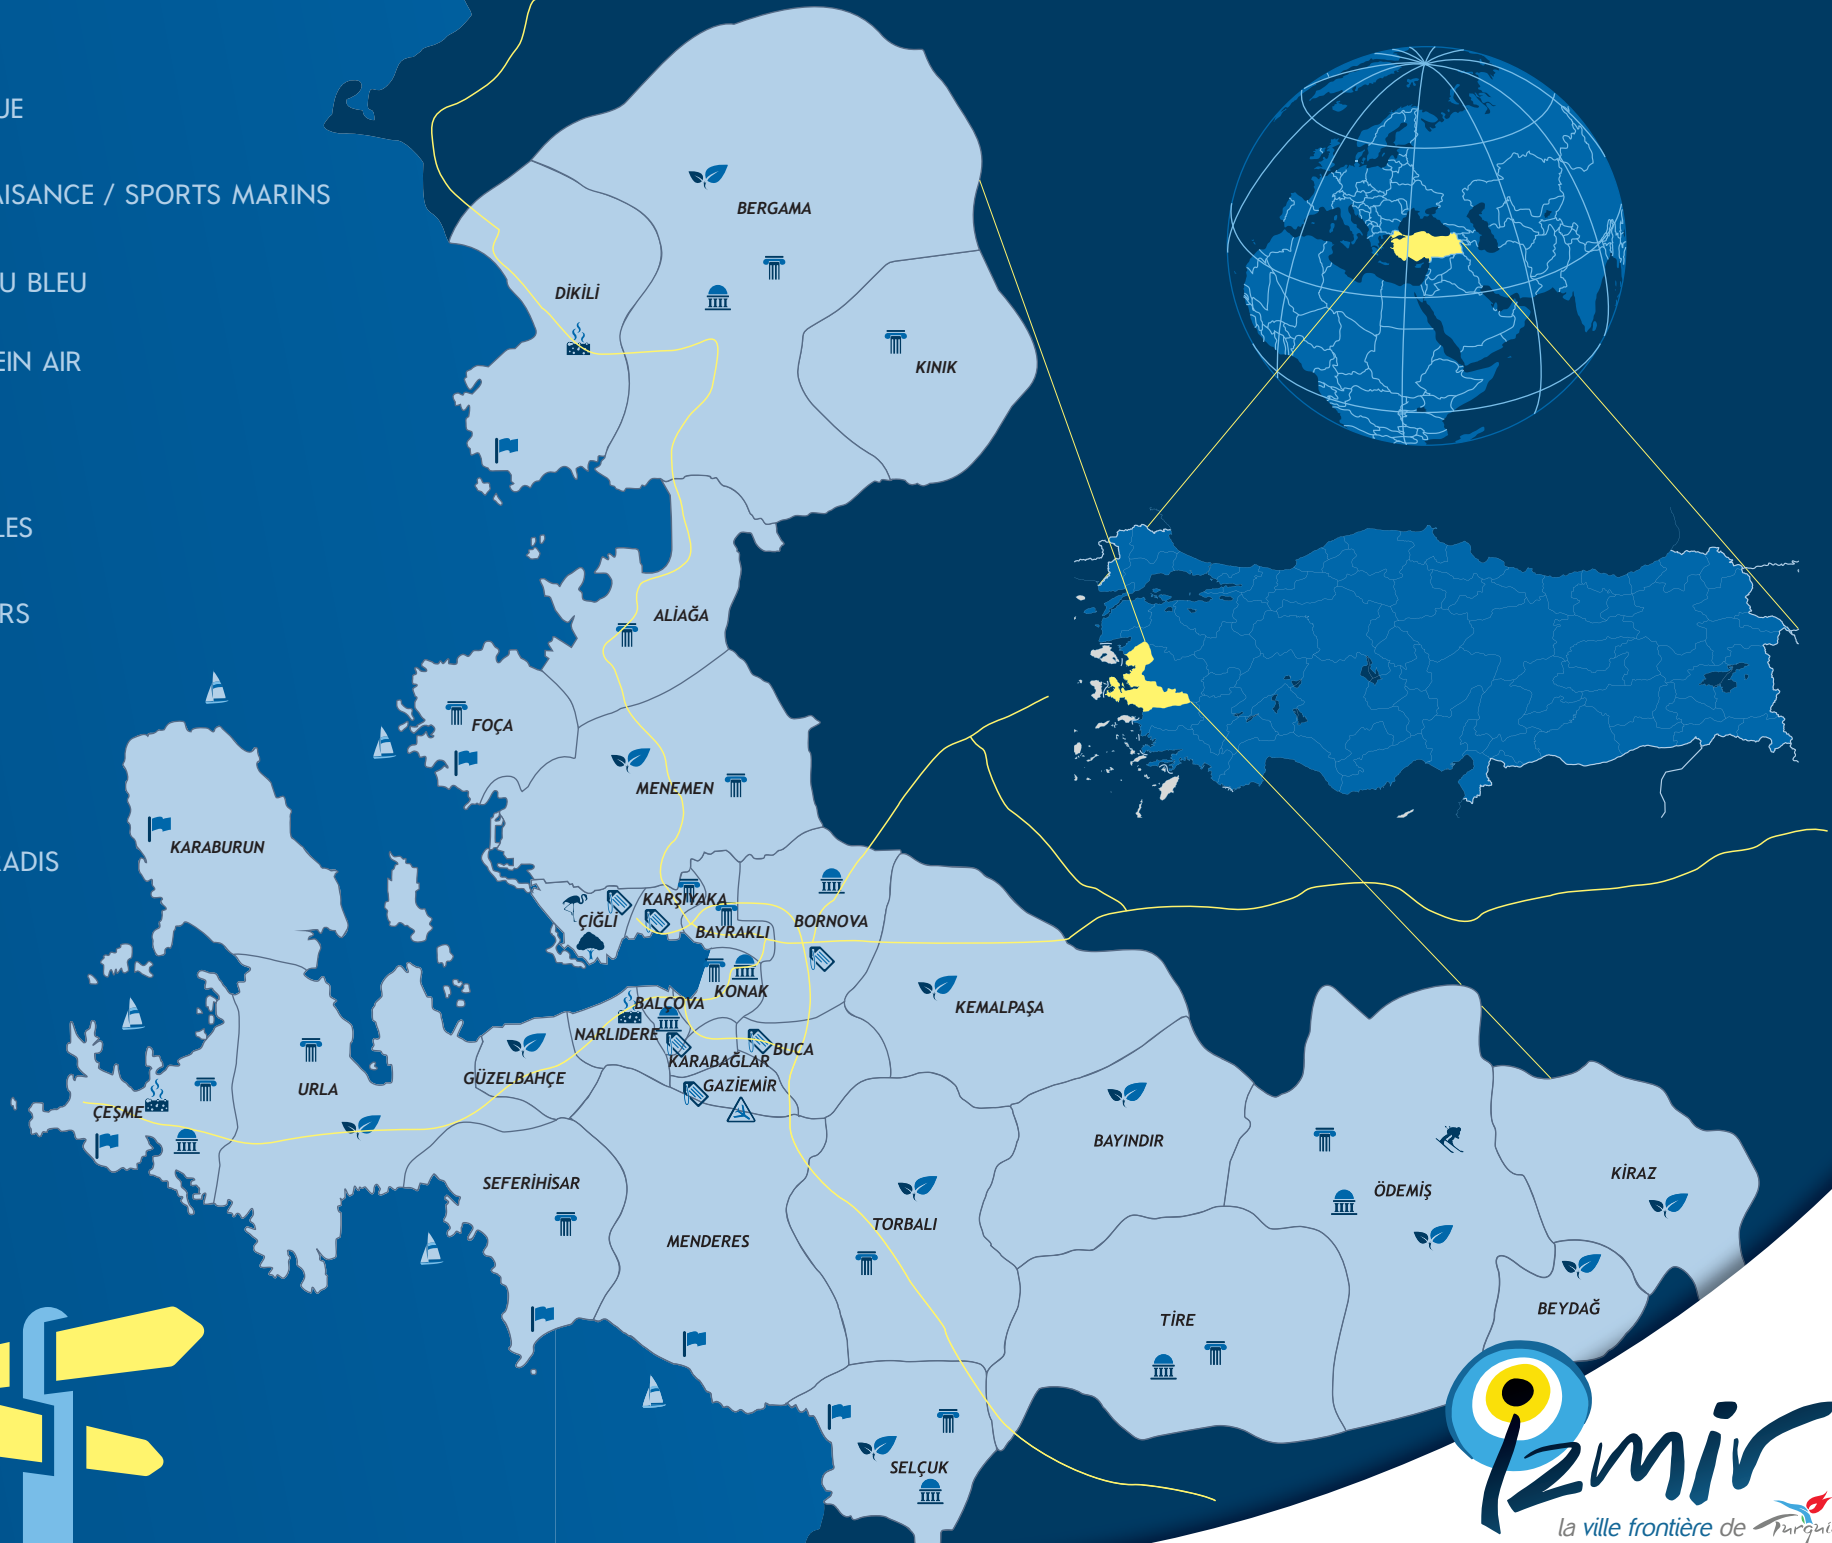 UE
AISANCE / SPORTS MARINS
U BLEU
EIN AIR
LES
RS
ADIS
BERGAMA
DİKİLİ
KINIK
ALİAĞA
FOÇA
MENEMEN
KARABURUN
KARŞIYAKA
ÇİĞLİ
BAYRAKLI
BORNOVA
KONAK
BALÇOVA
NARLIDERE
KARABAĞLAR
BUCA
GAZİEMİR
KEMALPAŞA
GÜZELBAHÇE
URLA
ÇEŞME
SEFERİHİSAR
MENDERES
TORBALI
BAYINDIR
ÖDEMİŞ
KİRAZ
BEYDAĞ
TİRE
SELÇUK
izmir
la ville frontière de Turqui